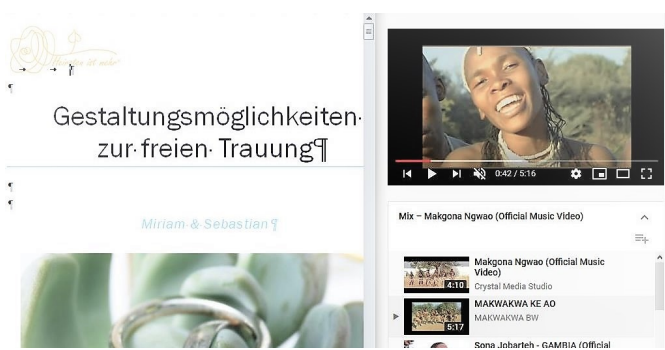 Gestaltungsmöglichkeiten
zur freien Trauung¶
Miriam & Sebastian¶
0:42 / 5:16
Mix – Makgona Ngwao (Official Music Video)
Makgona Ngwao (Official Music
Video)
Crystal Media Studio
4:10
MAKWAKWA KE AO
MAKWAKWA BW
5:17
Sona Jobarteh - GAMBIA (Official